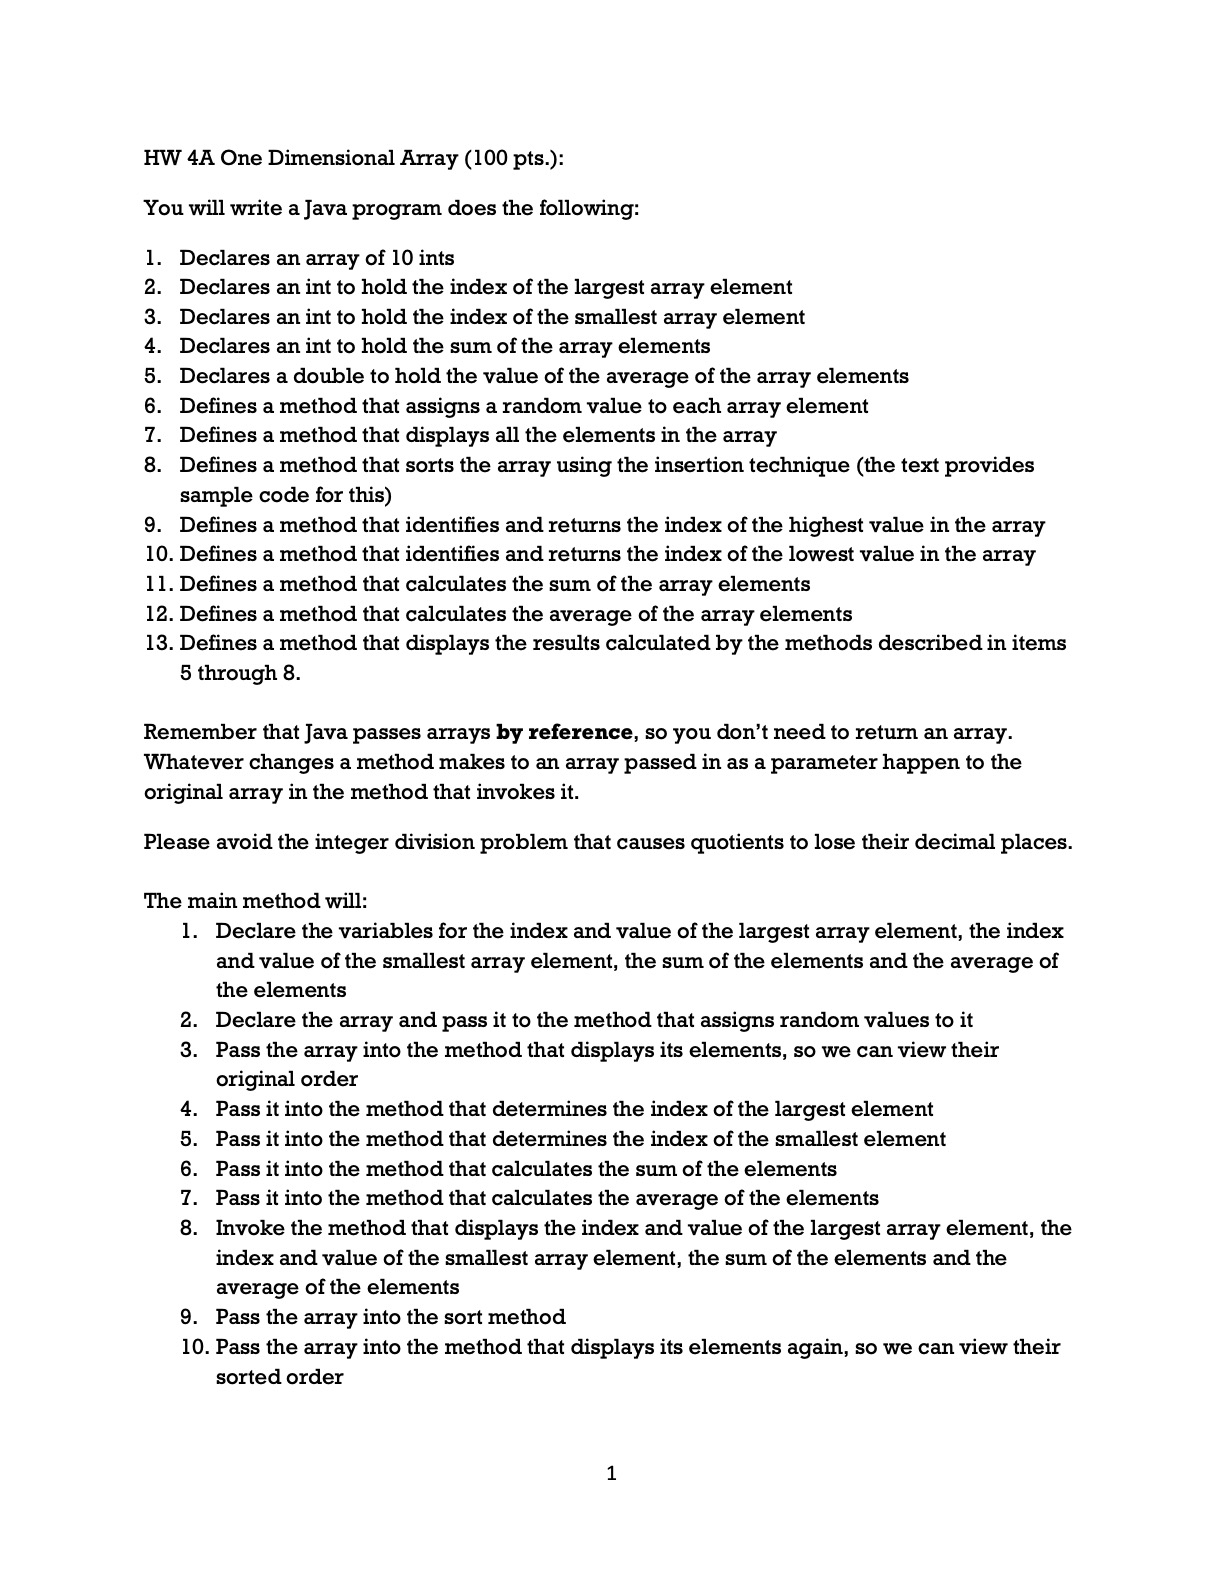 HW 4A One Dimensional Array (100 pts.):
You will write a Java program does the following:
1. Declares an array of 10 ints
2. Declares an int to hold the index of the largest array element
3. Declares an int to hold the index of the smallest array element
4. Declares an int to hold the sum of the array elements
5. Declares a double to hold the value of the average of the array elements
6. Defines a method that assigns a random value to each array element
7. Defines a method that displays all the elements in the array
8. Defines a method that sorts the array using the insertion technique (the text provides
sample code for this)
9. Defines a method that identifies and returns the index of the highest value in the array
10. Defines a method that identifies and returns the index of the lowest value in the array
11. Defines a method that calculates the sum of the array elements
12. Defines a method that calculates the average of the array elements
13. Defines a method that displays the results calculated by the methods described in items
5 through 8.
Remember that Java passes arrays by reference, so you don’t need to return an array.
Whatever changes a method makes to an array passed in as a parameter happen to the
original array in the method that invokes it.
Please avoid the integer division problem that causes quotients to lose their decimal places.
The main method will:
1. Declare the variables for the index and value of the largest array element, the index
and value of the smallest array element, the sum of the elements and the average of
the elements
2. Declare the array and pass it to the method that assigns random values to it
3. Pass the array into the method that displays its elements, so we can view their
original order
4. Pass it into the method that determines the index of the largest element
5. Pass it into the method that determines the index of the smallest element
6. Pass it into the method that calculates the sum of the elements
7. Pass it into the method that calculates the average of the elements
8. Invoke the method that displays the index and value of the largest array element, the
index and value of the smallest array element, the sum of the elements and the
average of the elements
9. Pass the array into the sort method
10. Pass the array into the method that displays its elements again, so we can view their
sorted order
1